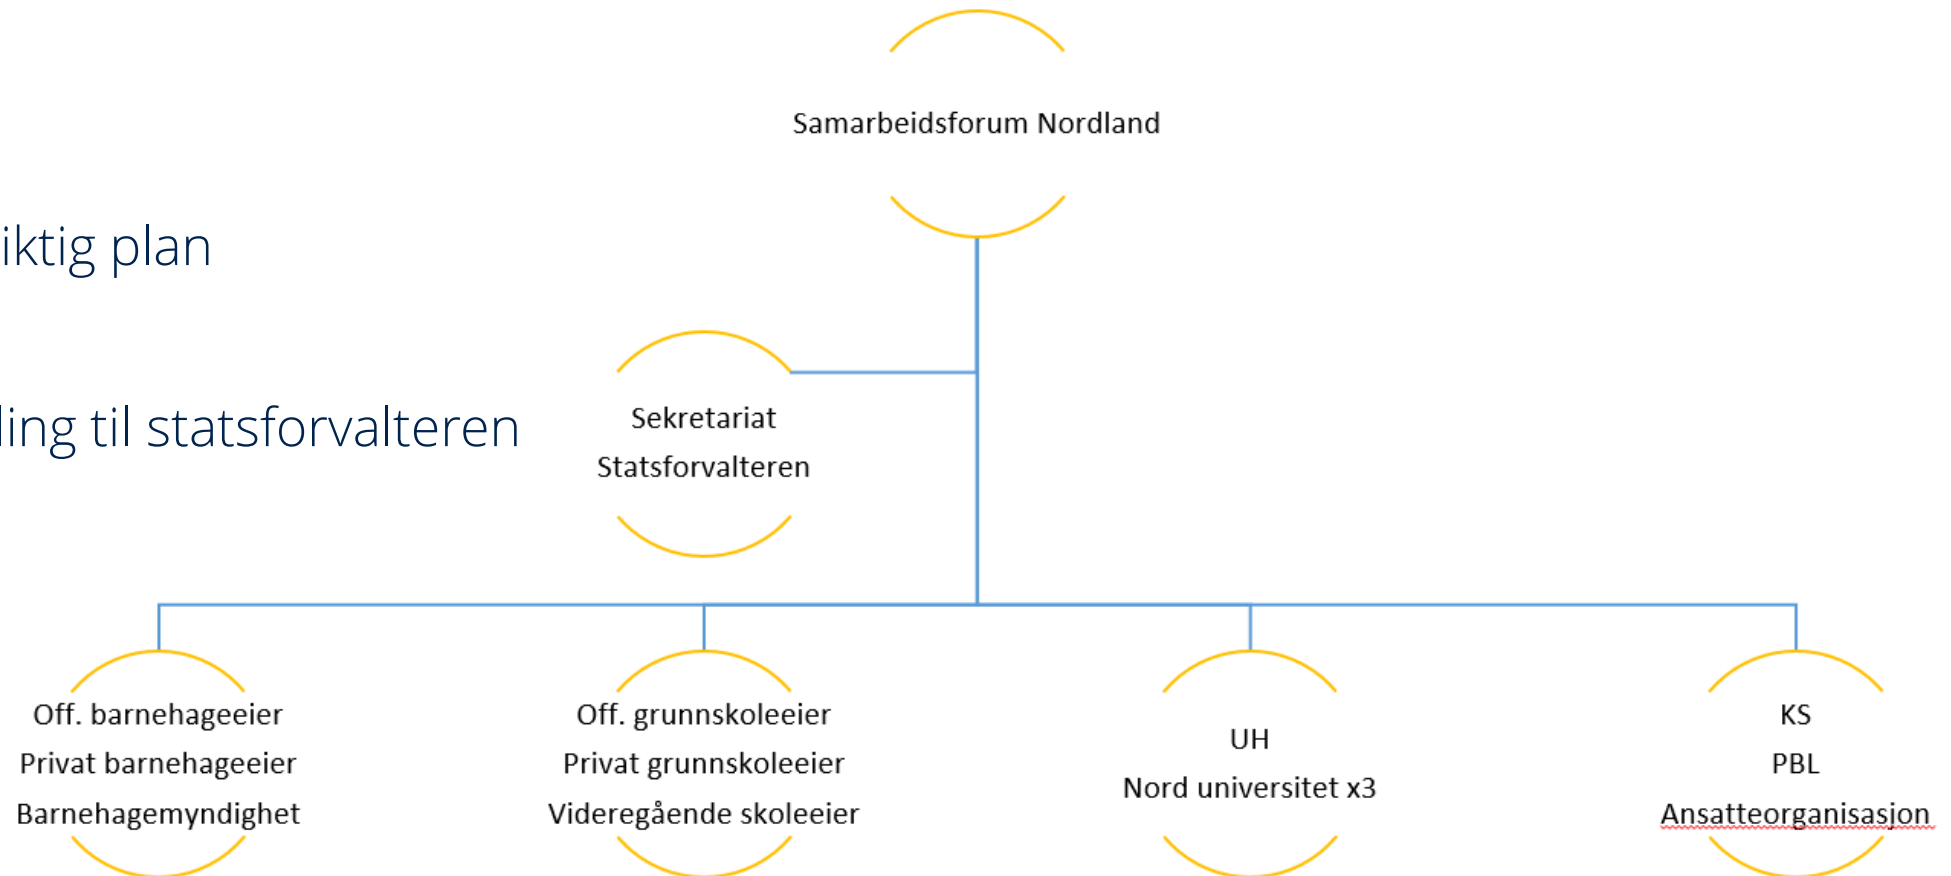 Samarbeidsforum Nordland
iktig plan
ling til statsforvalteren
Sekretariat
Statsforvalteren
Off. barnehageeier
Privat barnehageeier
Barnehagemyndighet
Off. grunnskoleeier
Privat grunnskoleeier
Videregående skoleeier
UH
Nord universitet x3
KS
PBL
Ansatteorganisasjon